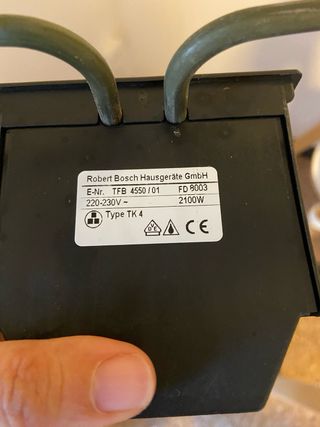 Robert Bosch Hausgeräte GmbH
E-Nr. TFB 4550 / 01 FD 8003
220-230V ~ 2100W
Type TK 4 CE